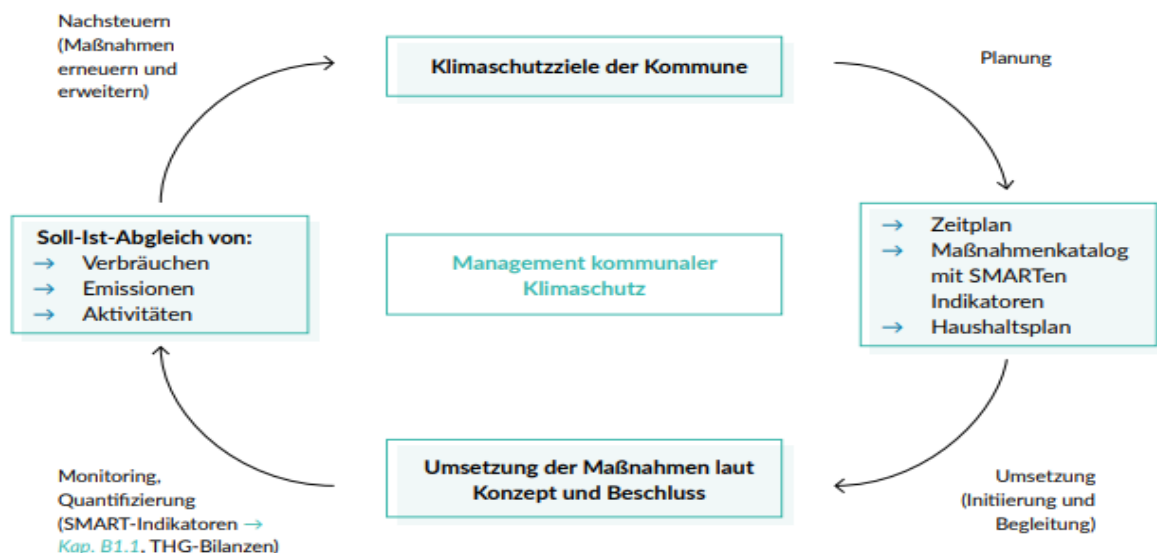 Nachsteuern
(Maßnahmen
erneuern und
erweitern)
Klimaschutzziele der Kommune
Planung
Soll-Ist-Abgleich von:
→ Verbräuchen
→ Emissionen
→ Aktivitäten
Management kommunaler
Klimaschutz
→ Zeitplan
→ Maßnahmenkatalog
mit SMARTen
Indikatoren
→ Haushaltsplan
Monitoring,
Quantifizierung
(SMART-Indikatoren →
Kap. B1.1, THG-Bilanzen)
Umsetzung der Maßnahmen laut
Konzept und Beschluss
Umsetzung
(Initiierung und
Begleitung)